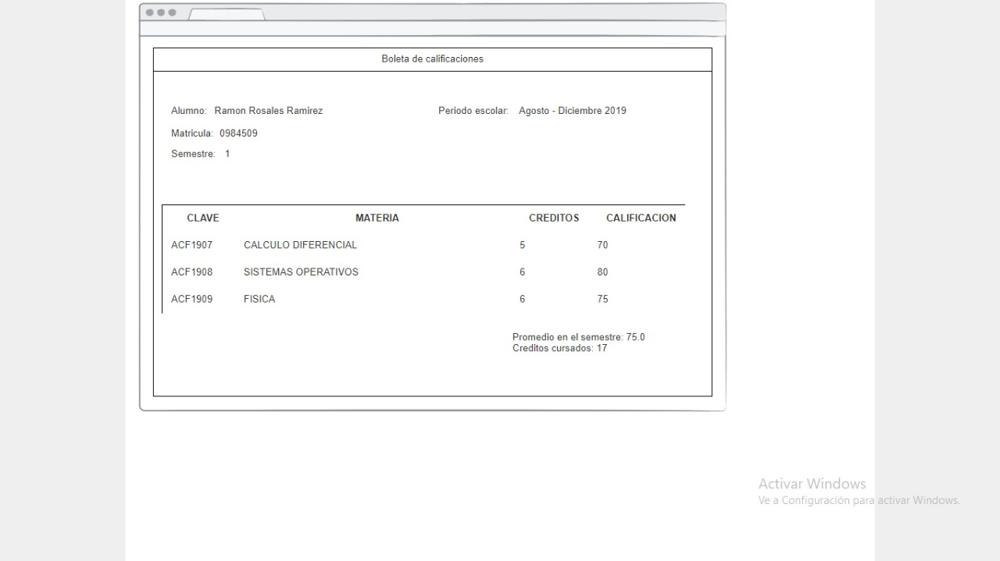 Boleta de calificaciones
Alumno: Ramon Rosales Ramirez Periodo escolar: Agosto - Diciembre 2019
Matricula: 0984509
Semestre: 1
CLAVE MATERIA CREDITOS CALIFICACION
ACF1907 CALCULO DIFERENCIAL 5 70
ACF1908 SISTEMAS OPERATIVOS 6 80
ACF1909 FISICA 6 75
Promedio en el semestre: 75.0
Creditos cursados: 17
Activar Windows
Ve a Configuración para activar Windows.